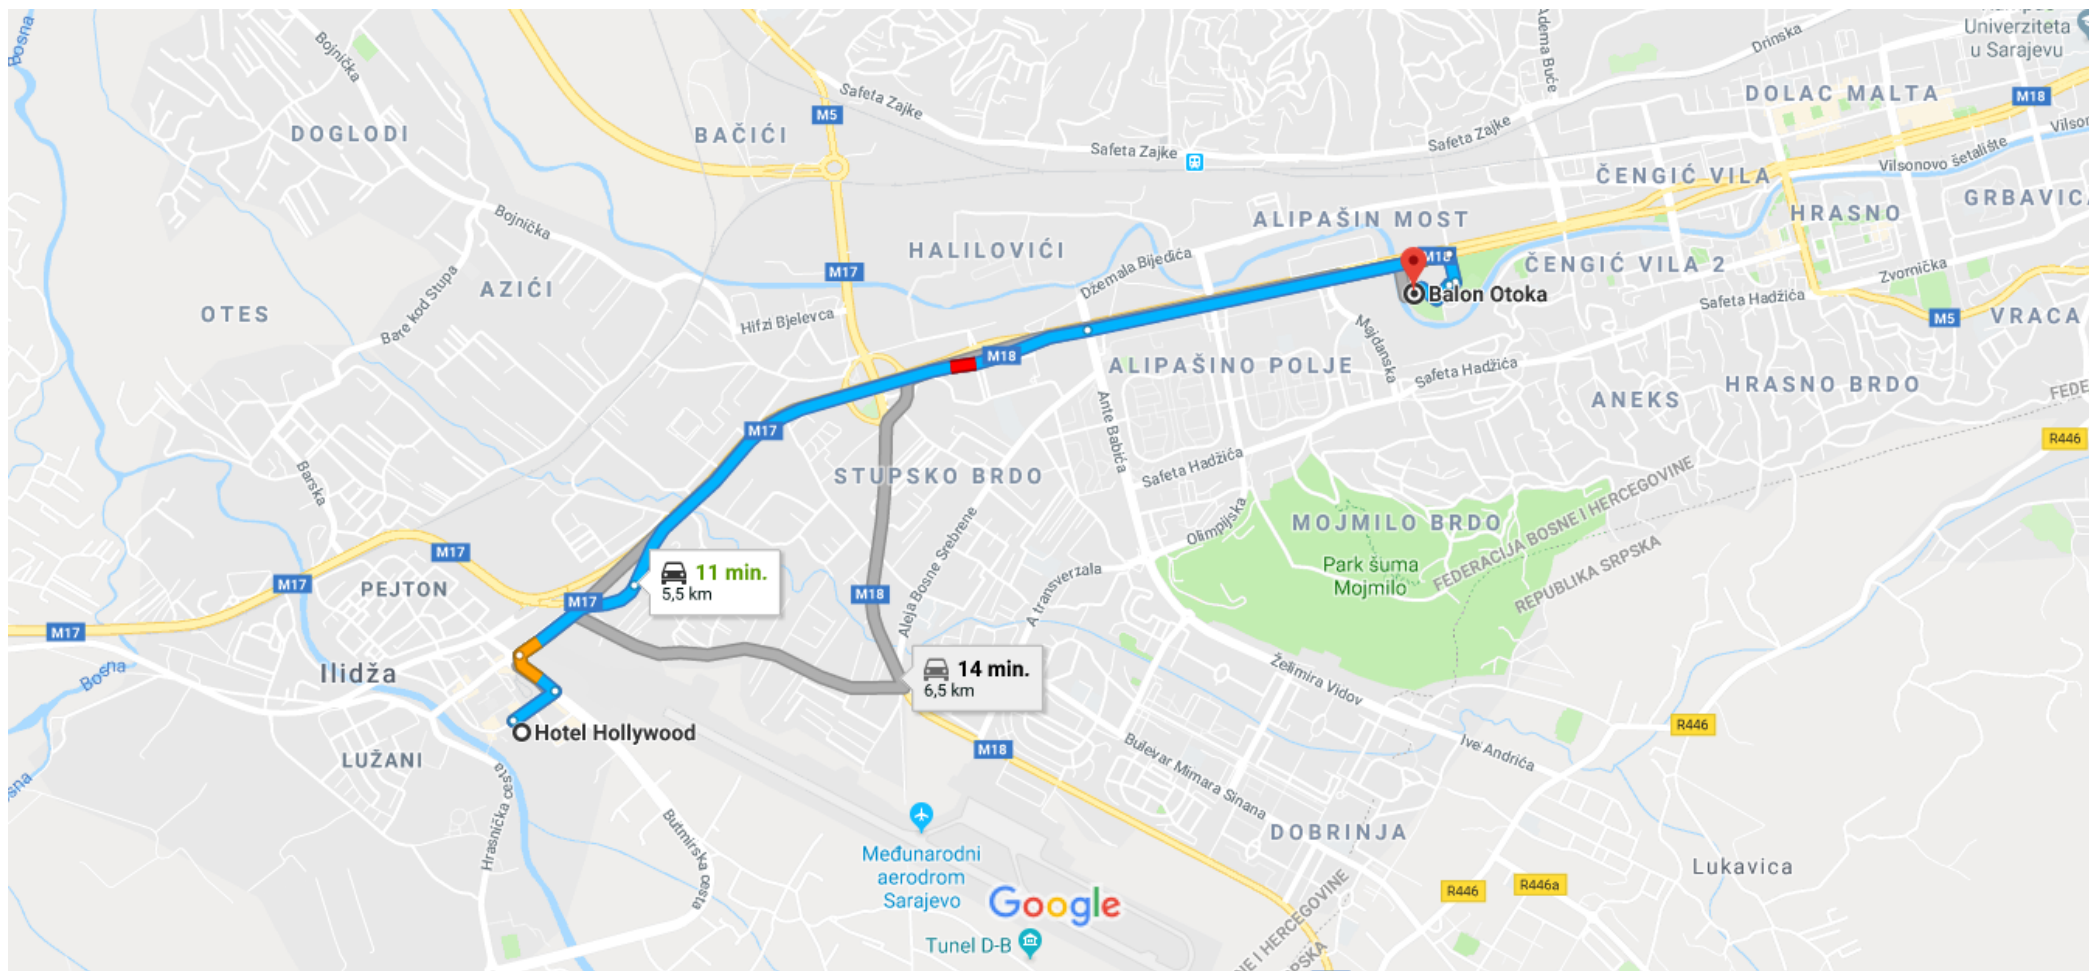 Bosna
Bojnička
DOGLODI
BAČIĆI
M5
Safeta Zajke
Safeta Zajke
Safeta Zajke
Adema Buće
Drinska
Univerziteta
u Sarajevu
DOLAC MALTA
M18
Vilsonovo šetalište
ČENGIĆ VILA
GRBAVICA
HRASNO
ALIPAŠIN MOST
Bojnička
HALILOVIĆI
Džemala Bijedića
M18
ČENGIĆ VILA 2
Zvornička
M17
AZIĆI
Balon Otoka
Safeta Hadžića
OTES
Bare kod Stupa
Hifzi Bjelevca
M5
VRACA
Majdanska
M18
ALIPAŠINO POLJE
Safeta Hadžića
HRASNO BRDO
ANEKS
M17
Ante Babića
R446
STUPSKO BRDO
Safeta Hadžića
Barska
FEDERACIJA BOSNE I HERCEGOVINE
REPUBLIKA SRPSKA
Olimpijska
MOJMILO BRDO
Park šuma
Mojmilo
M17
M17
PEJTON
11 min.
5,5 km
M17
M18
Aleja Bosne Srebrene
A transverzala
M17
Bosna
Ilidža
14 min.
6,5 km
Želimira Vidov
R446
Hotel Hollywood
M18
Ive Andrića
LUŽANI
Bulevar Mimara Sinana
Hrasnička cesta
Butmirska cesta
DOBRINJA
Međunarodni
aerodrom
Sarajevo
Lukavica
R446
R446a
Google
Tunel D-B